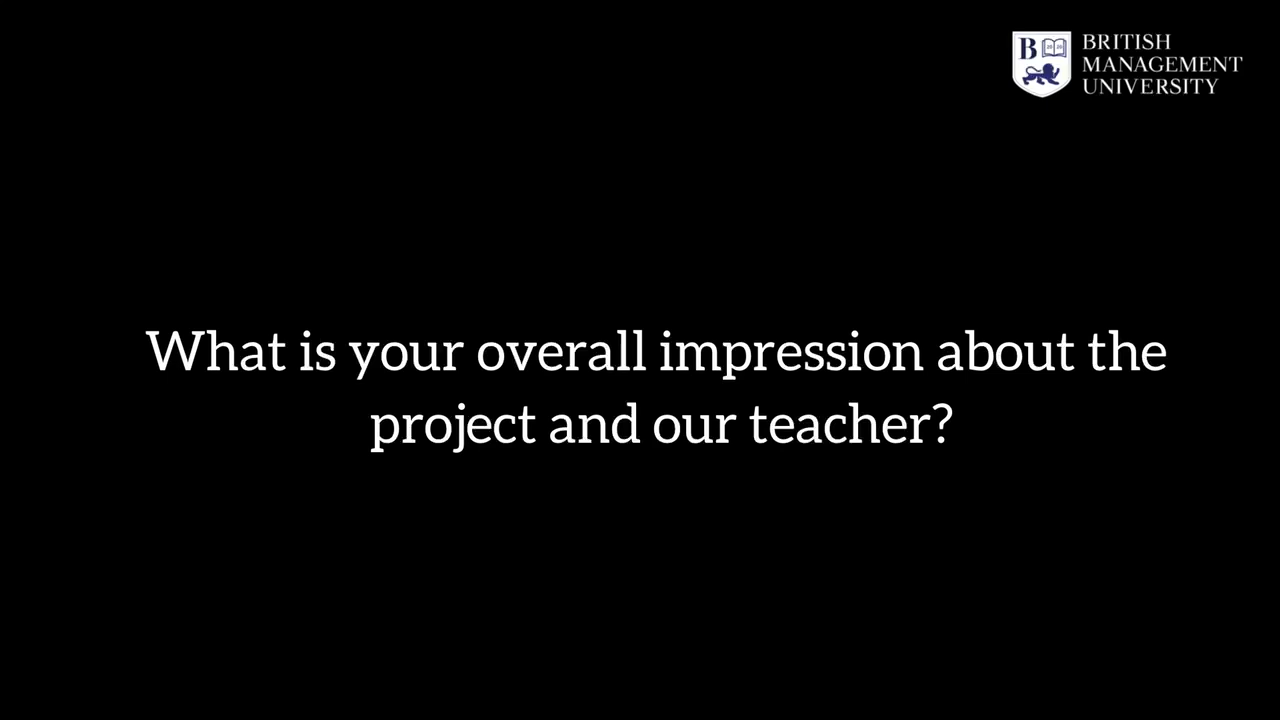 B
BRITISH
MANAGEMENT
UNIVERSITY
What is your overall impression about the
project and our teacher?